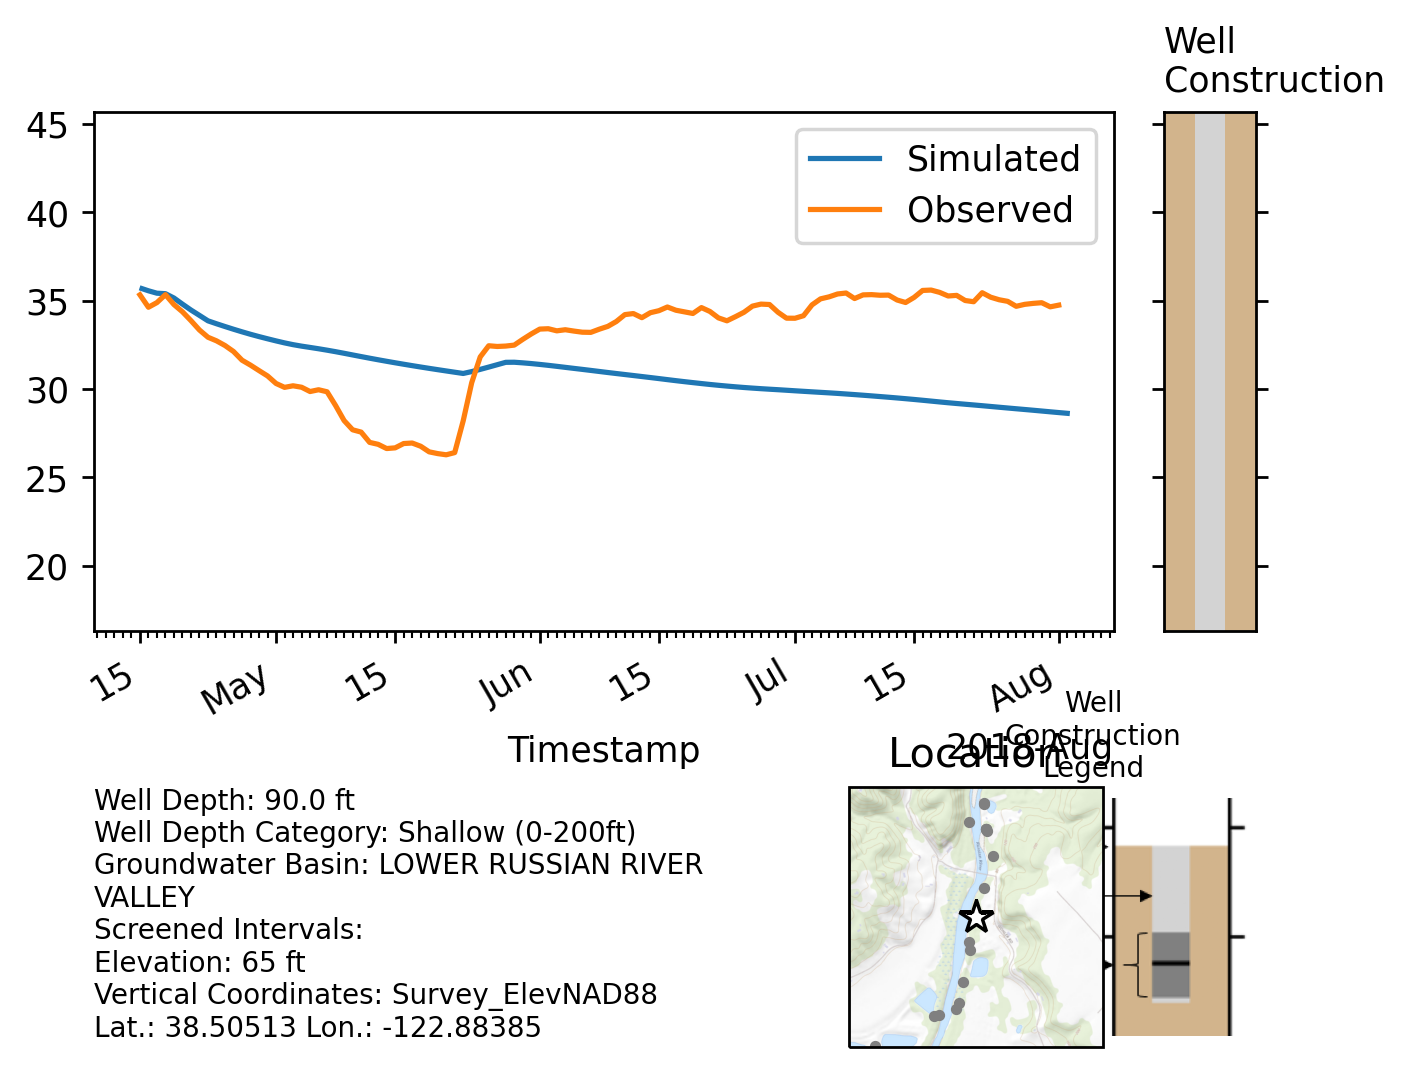 Well
Construction
45
40
35
30
25
20
Simulated
Observed
15
May
15
Jun
15
Jul
15
Aug
Timestamp
2018-Aug
Location
Well
Construction
Legend
Well Depth: 90.0 ft
Well Depth Category: Shallow (0-200ft)
Groundwater Basin: LOWER RUSSIAN RIVER
VALLEY
Screened Intervals:
Elevation: 65 ft
Vertical Coordinates: Survey_ElevNAD88
Lat.: 38.50513 Lon.: -122.88385